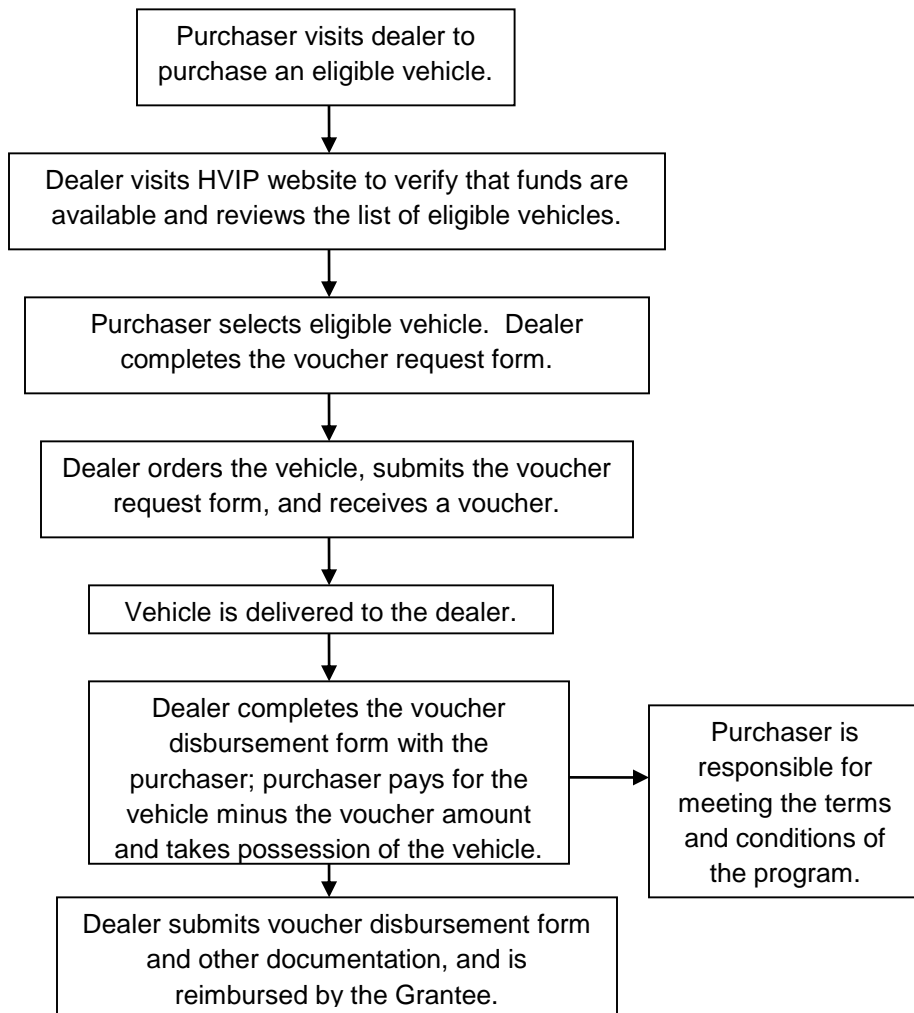 Purchaser visits dealer to
purchase an eligible vehicle.
Dealer visits HVIP website to verify that funds are
available and reviews the list of eligible vehicles.
Purchaser selects eligible vehicle.  Dealer
completes the voucher request form.
Dealer orders the vehicle, submits the voucher
request form, and receives a voucher.
Vehicle is delivered to the dealer.
Dealer completes the voucher
disbursement form with the
purchaser; purchaser pays for the
vehicle minus the voucher amount
and takes possession of the vehicle.
Purchaser is
responsible for
meeting the terms
and conditions of
the program.
Dealer submits voucher disbursement form
and other documentation, and is
reimbursed by the Grantee.